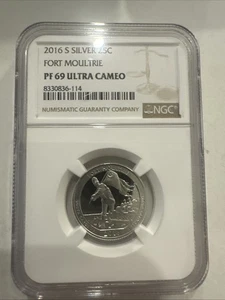 2016 S SILVER 25C
FORT MOULTRIE
PF 69 ULTRA CAMEO
8330836-114
NUMISMATIC GUARANTY COMPANY
NGC